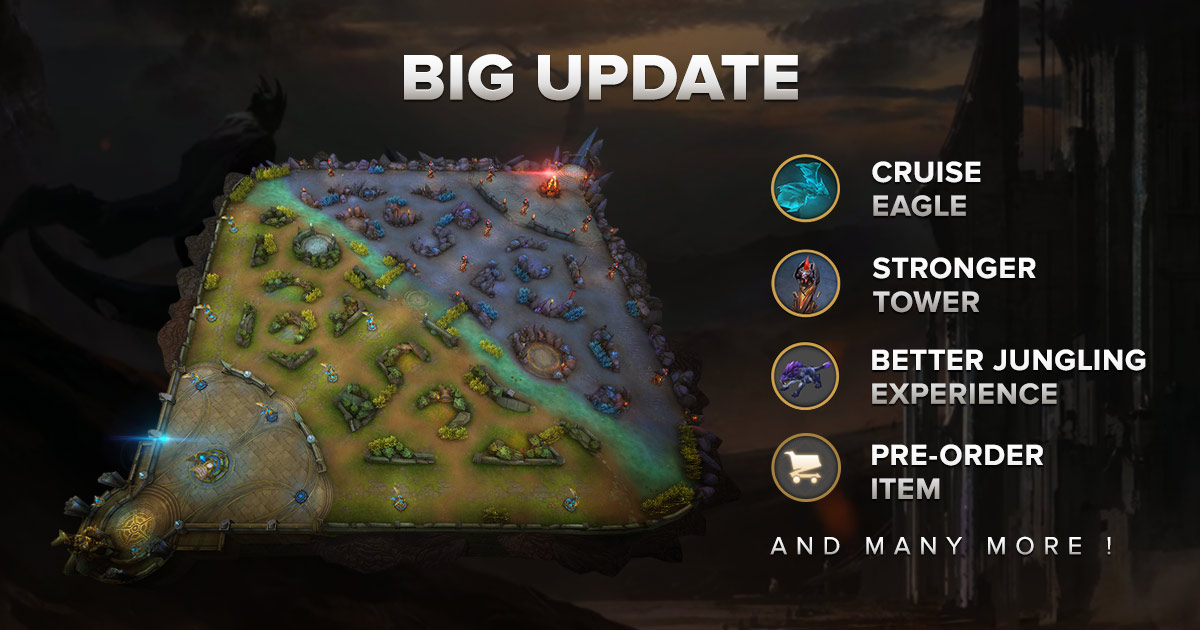 BIG UPDATE
CRUISE
EAGLE
STRONGER
TOWER
BETTER JUNGLING
EXPERIENCE
PRE-ORDER
ITEM
AND MANY MORE !